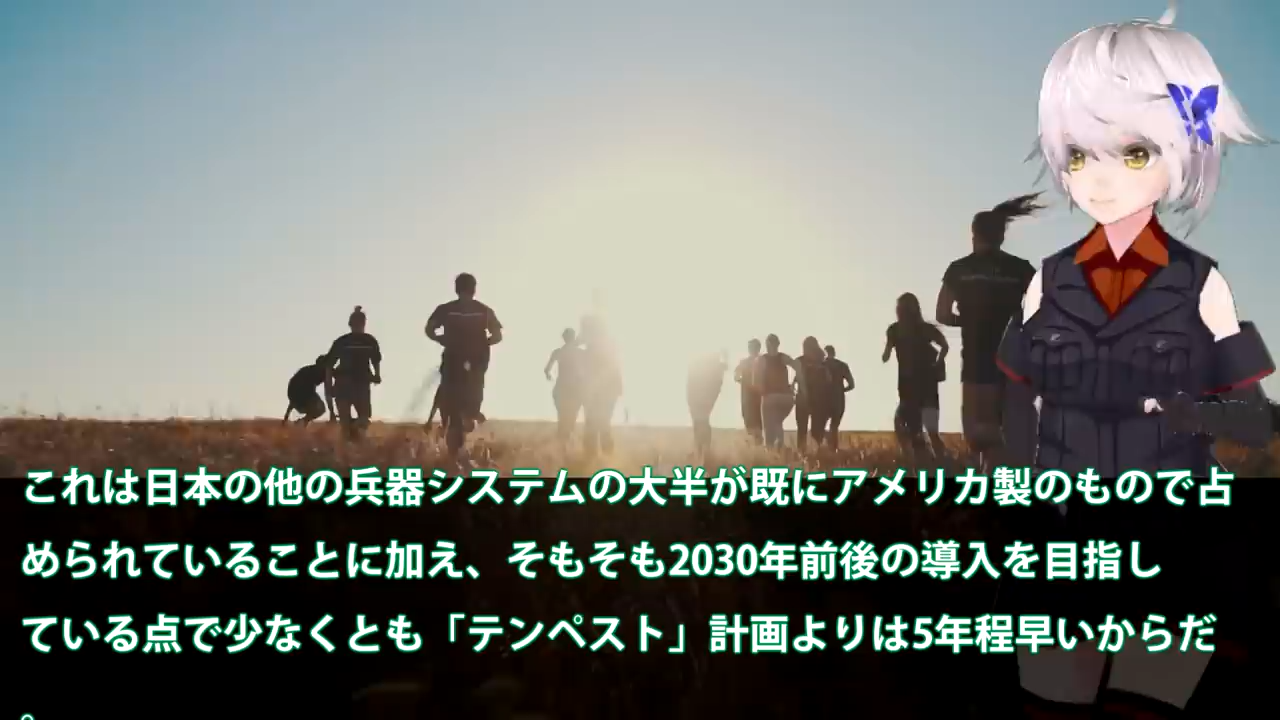 これは日本の他の兵器システムの大半が既にアメリカ製のもので占
められていることに加え、そもそも2030年前後の導入を目指し
ている点で少なくとも「テンペスト」計画よりは5年程早いからだ
。